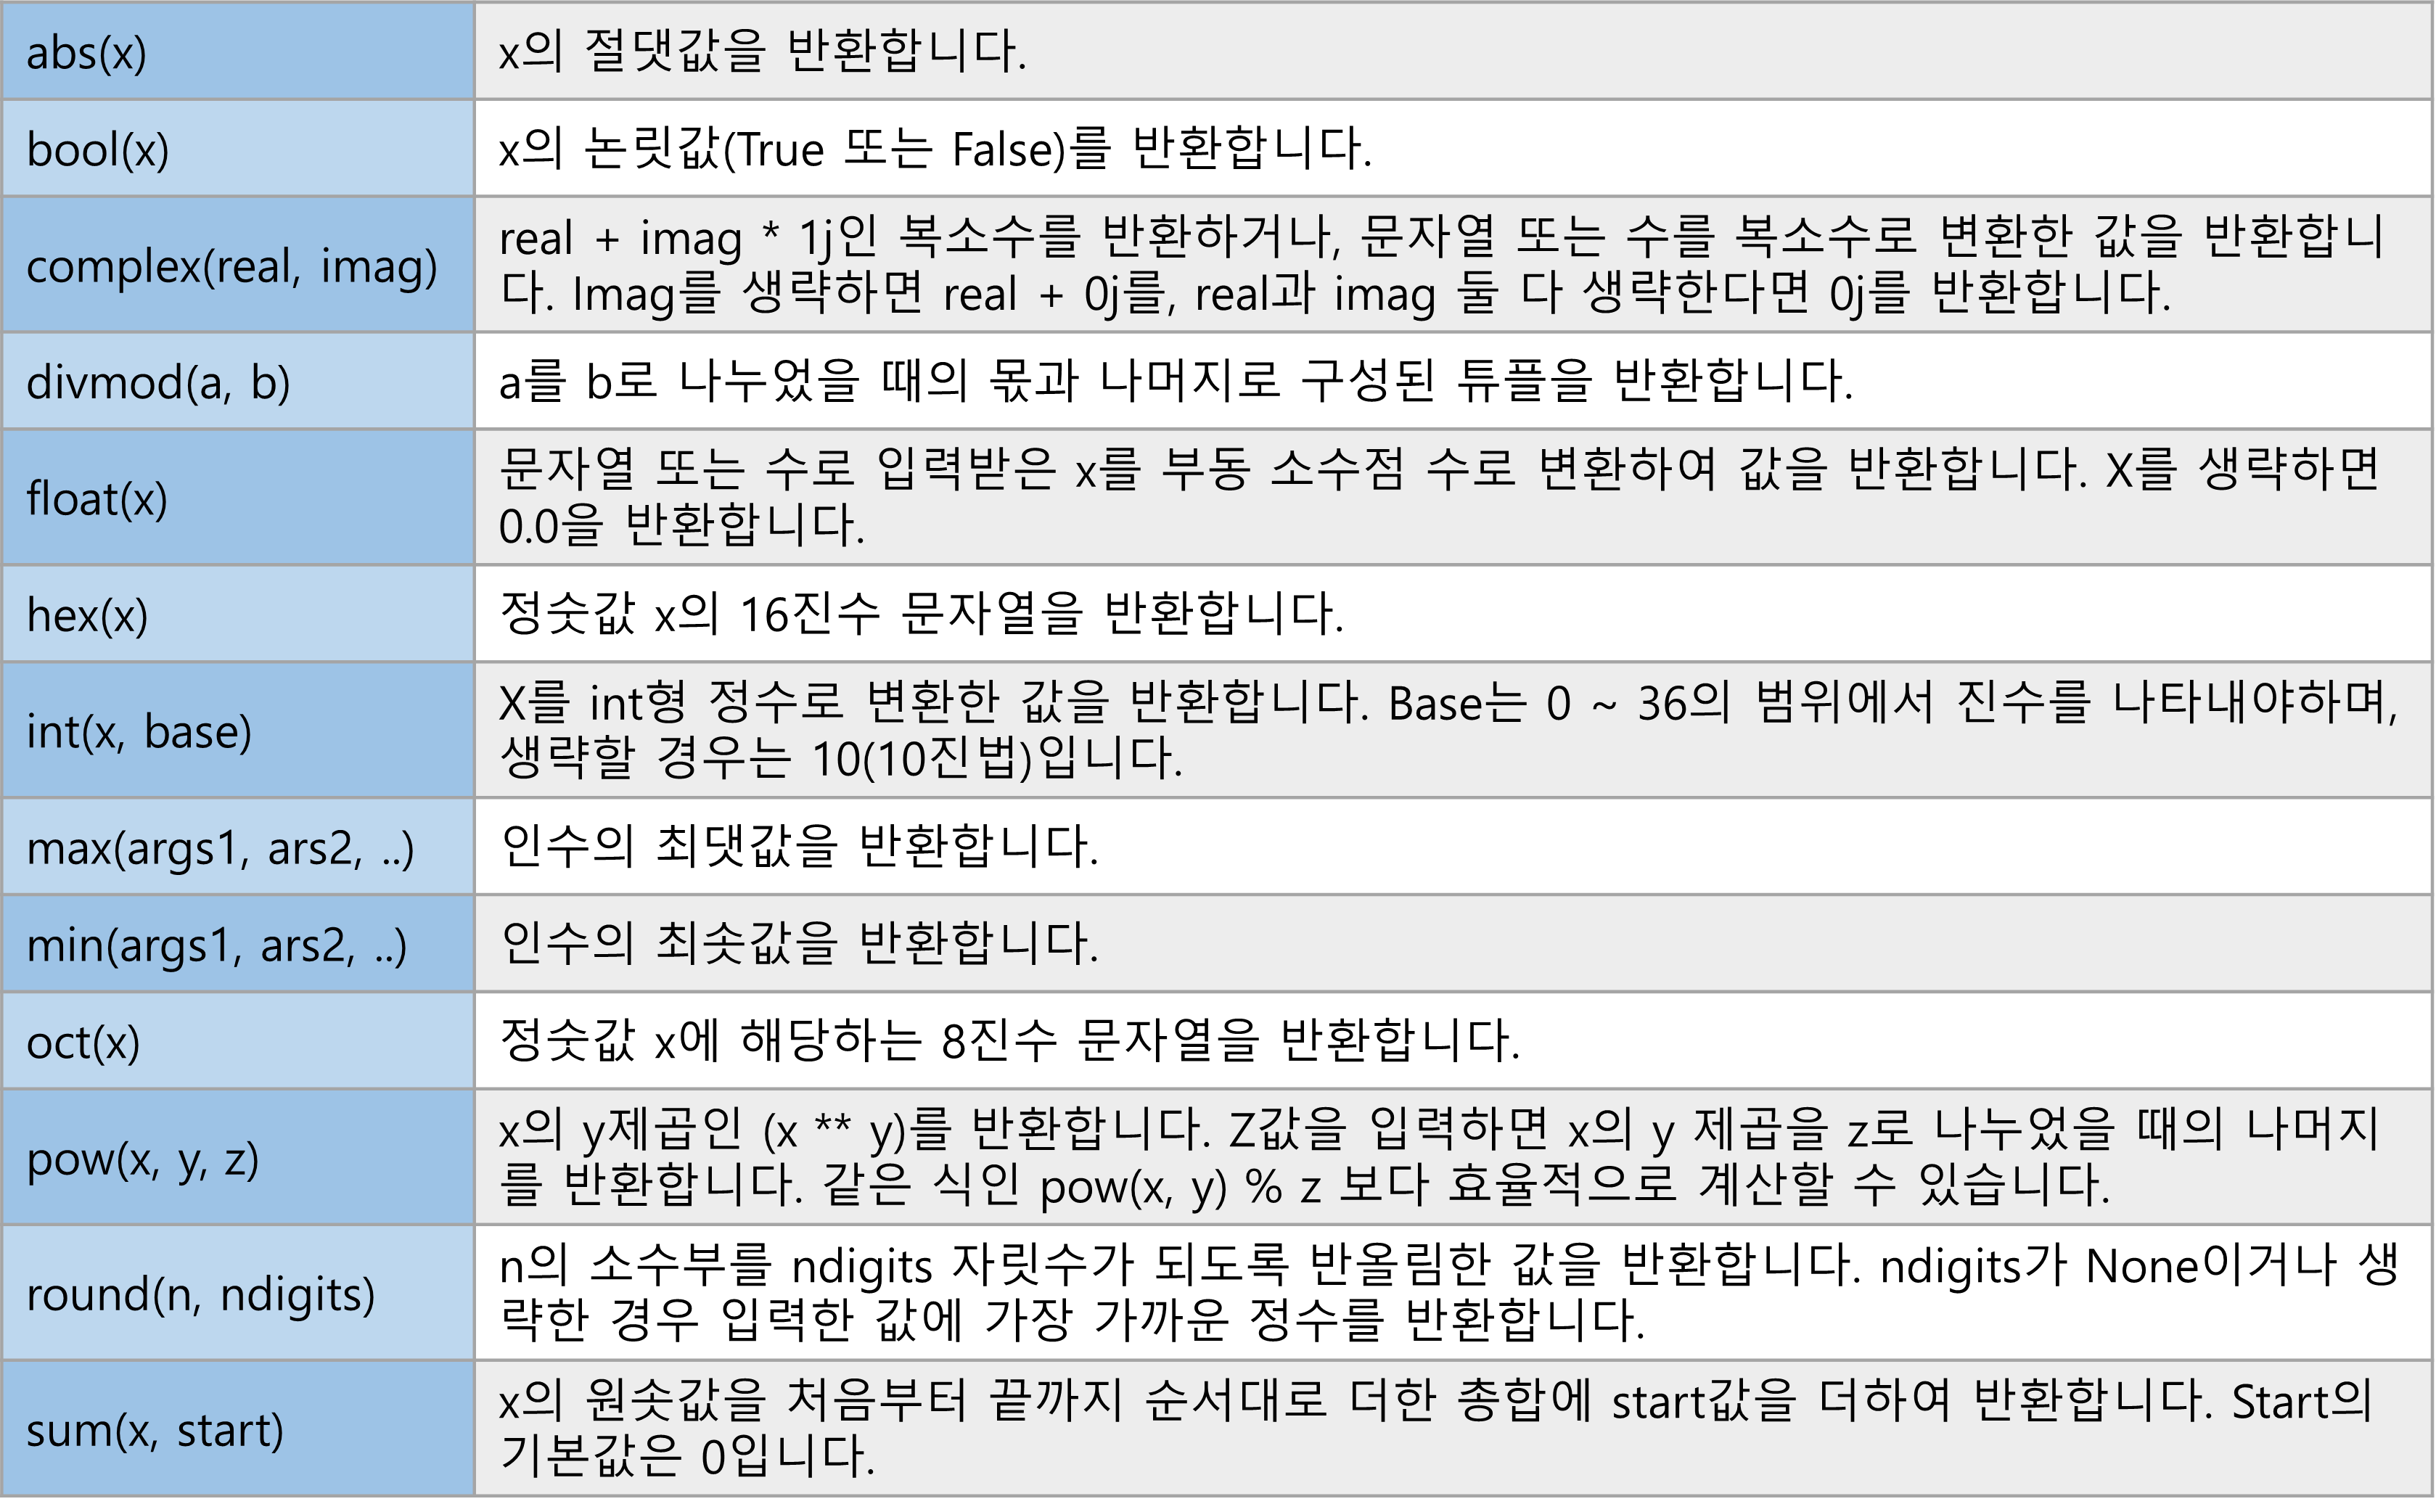 abs(x)
x의 절댓값을 반환합니다.
bool(x)
x의 논릿값(True 또는 False)를 반환합니다.
complex(real, imag)
real + imag * 1j인 복소수를 반환하거나, 문자열 또는 수를 복소수로 변환한 값을 반환합니
다. Imag를 생략하면 real + 0j를, real과 imag 둘 다 생략한다면 0j를 반환합니다.
divmod(a, b)
a를 b로 나누었을 때의 몫과 나머지로 구성된 튜플을 반환합니다.
float(x)
문자열 또는 수로 입력받은 x를 부동 소수점 수로 변환하여 값을 반환합니다. X를 생략하면
0.0을 반환합니다.
hex(x)
정숫값 x의 16진수 문자열을 반환합니다.
int(x, base)
X를 int형 정수로 변환한 값을 반환합니다. Base는 0 ~ 36의 범위에서 진수를 나타내야하며,
생략할 경우는 10(10진법)입니다.
max(args1, ars2, ..)
인수의 최댓값을 반환합니다.
min(args1, ars2, ..)
인수의 최솟값을 반환합니다.
oct(x)
정숫값 x에 해당하는 8진수 문자열을 반환합니다.
pow(x, y, z)
x의 y제곱인 (x ** y)를 반환합니다. Z값을 입력하면 x의 y 제곱을 z로 나누었을 때의 나머지
를 반환합니다. 같은 식인 pow(x, y) % z 보다 효율적으로 계산할 수 있습니다.
round(n, ndigits)
n의 소수부를 ndigits 자릿수가 되도록 반올림한 값을 반환합니다. ndigits가 None이거나 생
략한 경우 입력한 값에 가장 가까운 정수를 반환합니다.
sum(x, start)
x의 원솟값을 처음부터 끝까지 순서대로 더한 총합에 start값을 더하여 반환합니다. Start의
기본값은 0입니다.